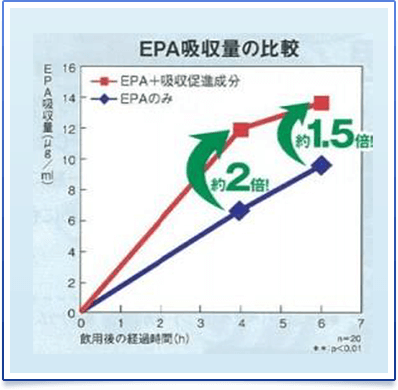 EPA吸収量の比較
EPA吸収量(μg／ml)
16
14
12
10
8
6
4
2
0
EPA＋吸収促進成分
EPAのみ
約2倍!
約1.5倍!
0 1 2 3 4 5 6 7
飲用後の経過時間(h)
n=20
＊＊:p<0.01